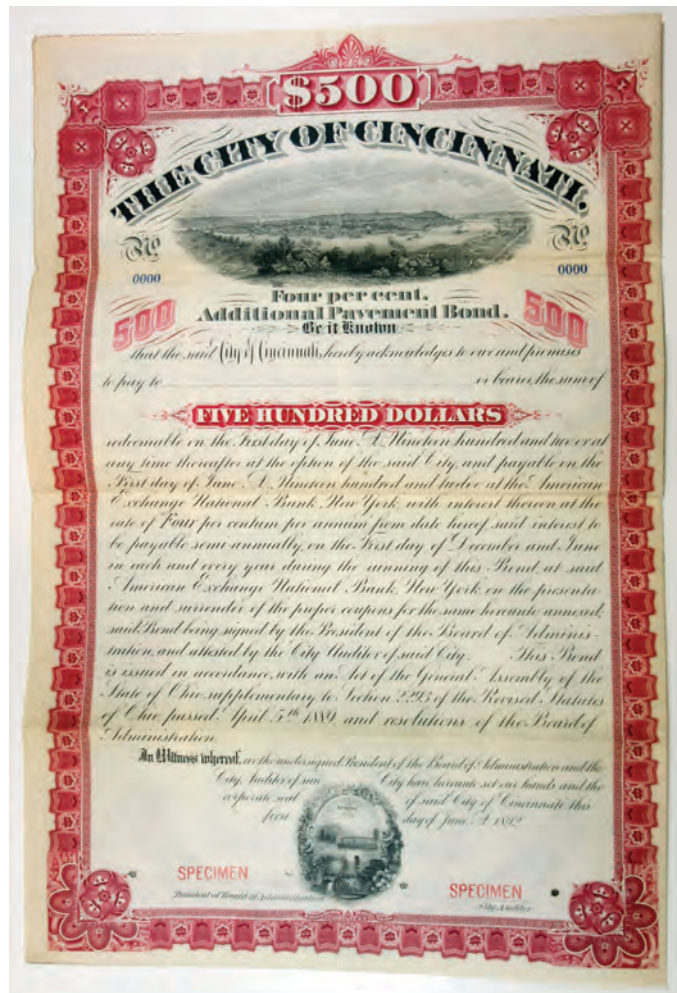 $500
THE CITY OF CINCINNATI.
No No
0000 0000
Four per cent.
500 Additional Pavement Bond. 500
Be it Known
that the said City of Cincinnati, hereby acknowledges to owe and promises
to pay to or bearer, the sum of
FIVE HUNDRED DOLLARS
redeemable on the First day of June A. Nineteen hundred and two or at
any time thereafter at the option of the said City, and payable on the
First day of June A. Nineteen hundred and twelve at the American
Exchange National Bank, New York, with interest thereon at the
rate of Four per centum per annum from date hereof, said interest to
be payable semi-annually, on the First day of December and June
in each and every year during the running of this Bond, at said
American Exchange National Bank, New York on the presenta-
tion and surrender of the proper coupons for the same hereunto annexed,
said Bond being signed by the President of the Board of Adminis-
tration, and attested by the City Auditor of said City. This Bond
is issued in accordance with an Act of the General Assembly of the
State of Ohio supplementary to Section 2293 of the Revised Statutes
of Ohio, passed April 5th 1889 and resolutions of the Board of
Administration.
In Witness whereof, we the undersigned President of the Board of Administration and the
City Auditor of City have hereunto set our hands and the
corporate seal of said City of Cincinnati this
first day of June A. 1892
SPECIMEN SPECIMEN
President of Board of Administration City Auditor